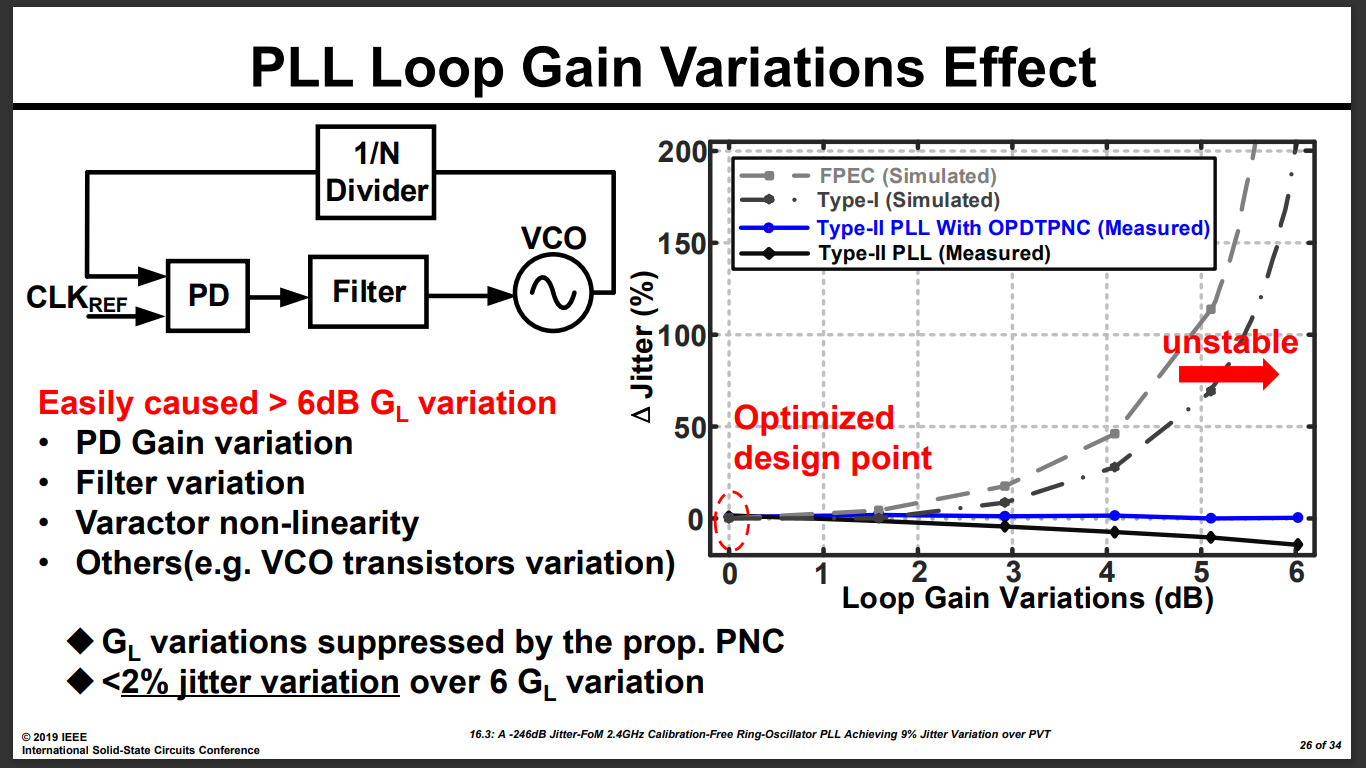 PLL Loop Gain Variations Effect
1/N
Divider
VCO
CLKREF
PD
Filter
Easily caused > 6dB GL variation
• PD Gain variation
• Filter variation
• Varactor non-linearity
• Others(e.g. VCO transistors variation)
200
150
100
50
0
Δ Jitter (%)
FPEC (Simulated)
Type-I (Simulated)
Type-II PLL With OPDTPNC (Measured)
Type-II PLL (Measured)
unstable
Optimized
design point
0 1 2 3 4 5 6
Loop Gain Variations (dB)
◆ GL variations suppressed by the prop. PNC
◆ <2% jitter variation over 6 GL variation
© 2019 IEEE
International Solid-State Circuits Conference
16.3: A -246dB Jitter-FoM 2.4GHz Calibration-Free Ring-Oscillator PLL Achieving 9% Jitter Variation over PVT
26 of 34